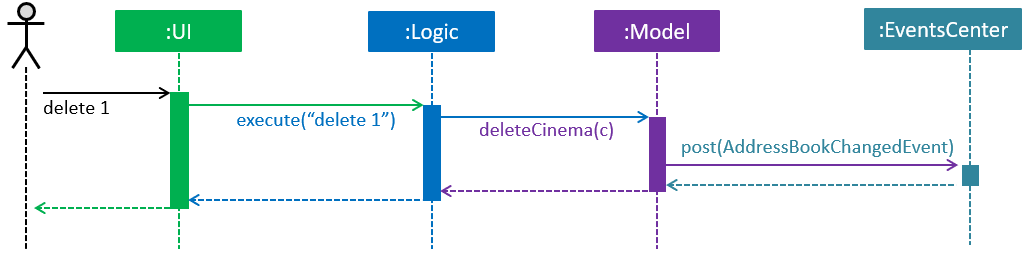 :UI
:Logic
:Model
:EventsCenter
delete 1
execute(“delete 1”)
deleteCinema(c)
post(AddressBookChangedEvent)